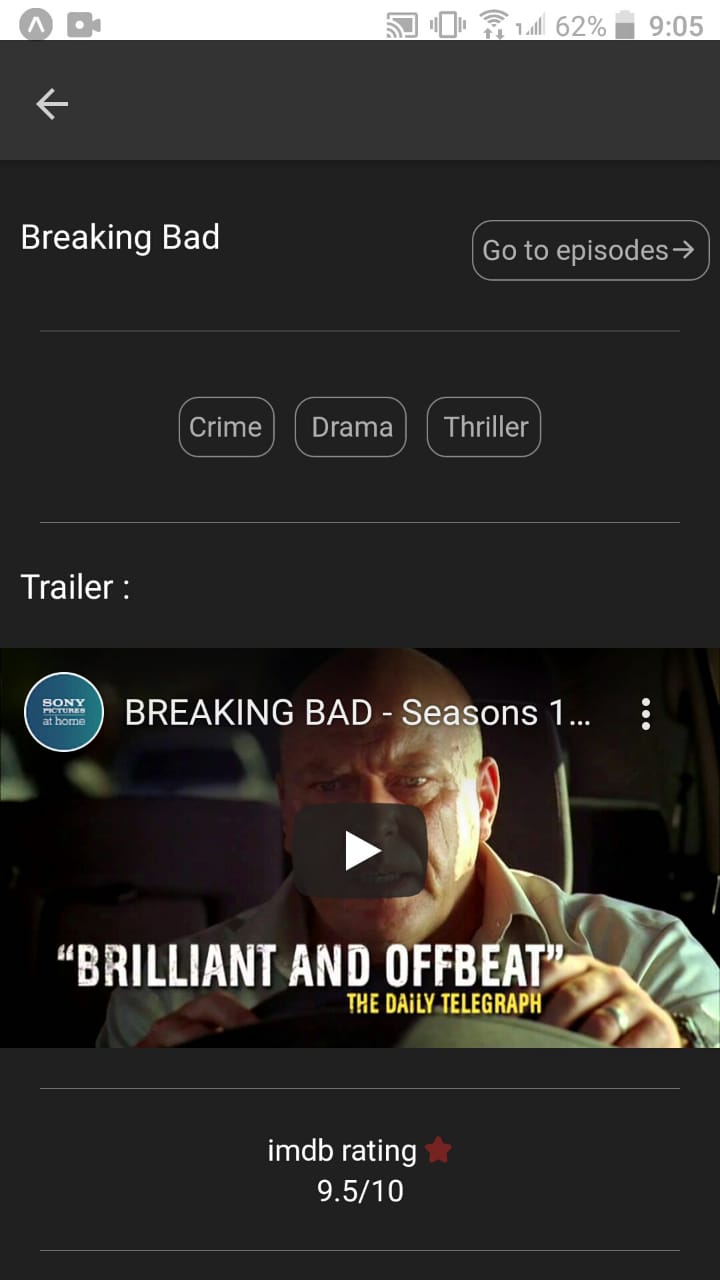 62% 9:05
Breaking Bad
Go to episodes→
Crime Drama Thriller
Trailer :
SONY
PICTURES
at home
BREAKING BAD - Seasons 1...
“BRILLIANT AND OFFBEAT”
THE DAILY TELEGRAPH
imdb rating
9.5/10